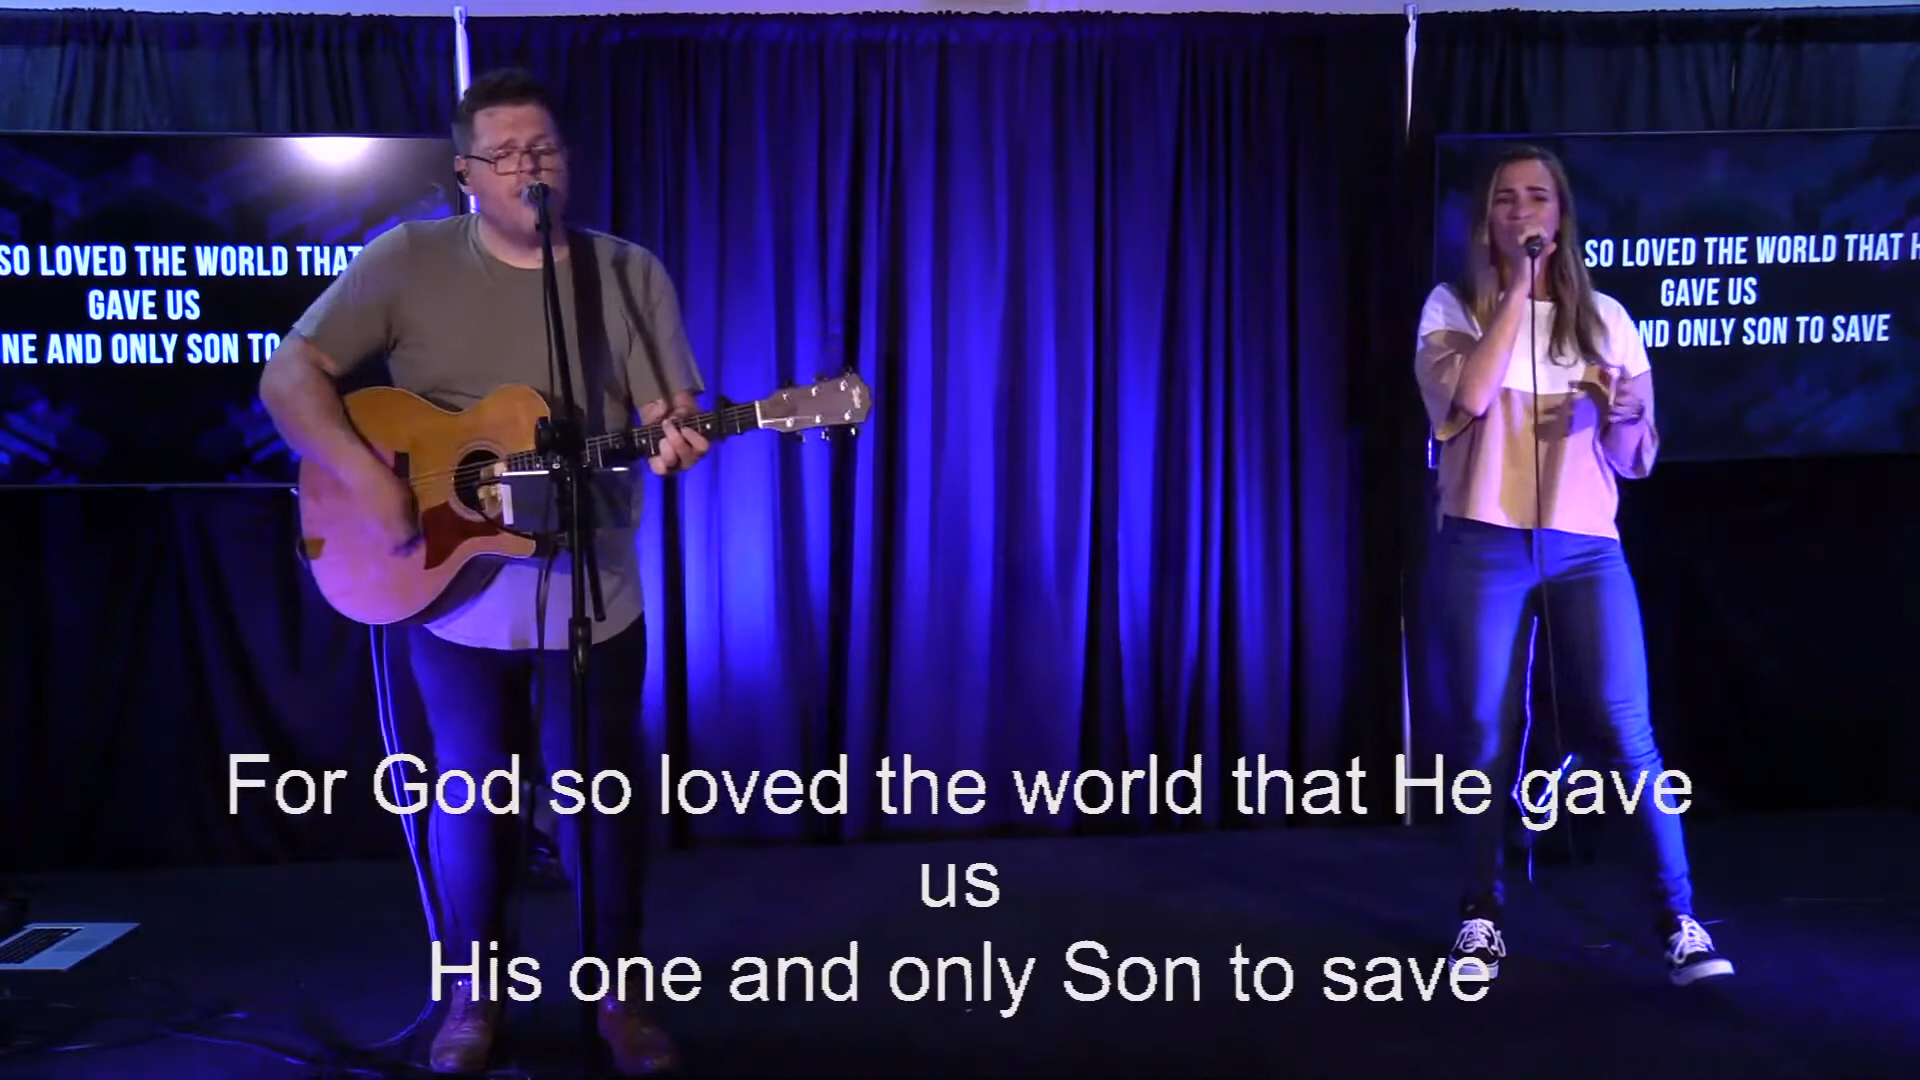 SO LOVED THE WORLD THAT
GAVE US
NE AND ONLY SON TO
SO LOVED THE WORLD THAT H
GAVE US
ND ONLY SON TO SAVE
For God so loved the world that He gave
us
His one and only Son to save